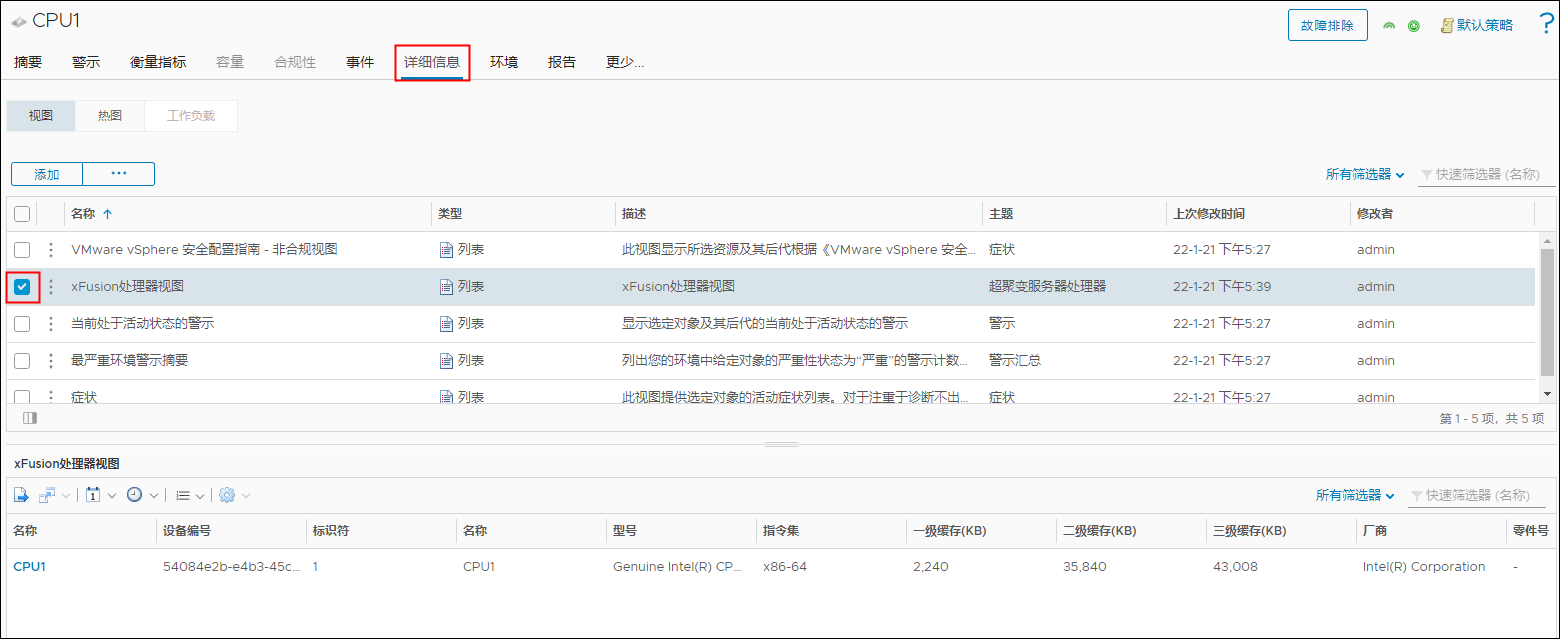 CPU1
故障排除 默认策略 ?
摘要 警示 衡量指标 容量 合规性 事件 详细信息 环境 报告 更少...
视图 热图 工作负载
添加 ··· 所有筛选器 快速筛选器 (名称)
名称 类型 描述 主题 上次修改时间 修改者
VMware vSphere 安全配置指南 - 非合规视图 列表 此视图显示所选资源及其后代根据《VMware vSphere 安全... 症状 22-1-21 下午5:27 admin
xFusion处理器视图 列表 xFusion处理器视图 超聚变服务器处理器 22-1-21 下午5:39 admin
当前处于活动状态的警示 列表 显示选定对象及其后代的当前处于活动状态的警示 警示 22-1-21 下午5:27 admin
最严重环境警示摘要 列表 列出您的环境中给定对象的严重性状态为“严重”的警示计数... 警示汇总 22-1-21 下午5:27 admin
症状 列表 此视图提供选定对象的活动症状列表。对于注重于诊断不出... 症状 22-1-21 下午5:27 admin
第 1 - 5 项，共 5 项
xFusion处理器视图
1 所有筛选器 快速筛选器 (名称)
名称 设备编号 标识符 名称 型号 指令集 一级缓存(KB) 二级缓存(KB) 三级缓存(KB) 厂商 零件号
CPU1 54084e2b-e4b3-45c... 1 CPU1 Genuine Intel(R) CP... x86-64 2,240 35,840 43,008 Intel(R) Corporation -